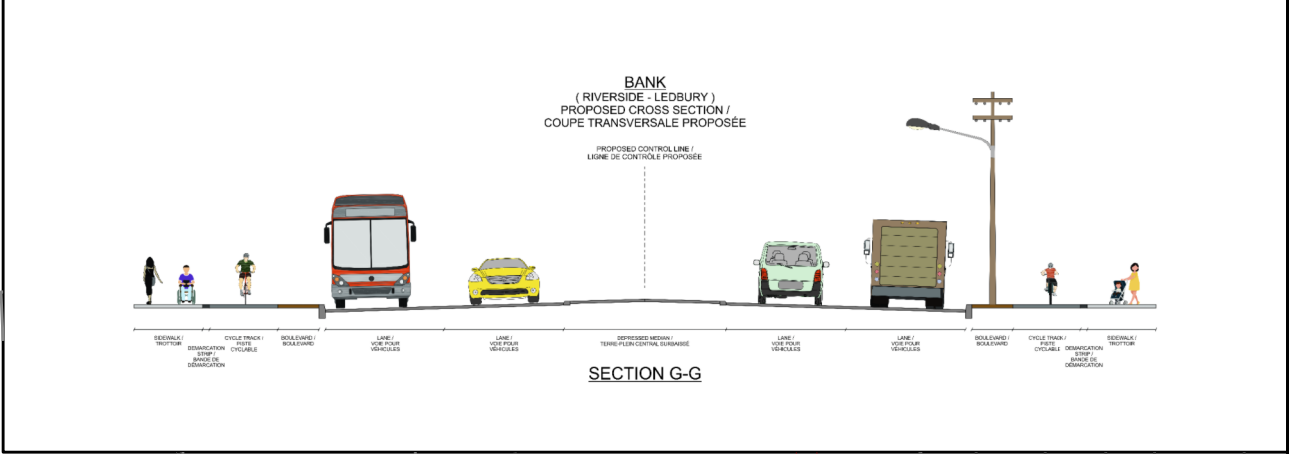 BANK
( RIVERSIDE - LEDBURY )
PROPOSED CROSS SECTION /
COUPE TRANSVERSALE PROPOSÉE
PROPOSED CONTROL LINE /
LIGNE DE CONTRÔLE PROPOSÉE
SIDEWALK /
TROTTOIR
DEMARCATION
STRIP /
BANDE DE
DÉMARCATION
CYCLE TRACK /
PISTE
CYCLABLE
BOULEVARD /
BOULEVARD
LANE /
VOIE POUR
VÉHICULES
LANE /
VOIE POUR
VÉHICULES
DEPRESSED MEDIAN /
TERRE-PLEIN CENTRAL SURBAISSÉ
LANE /
VOIE POUR
VÉHICULES
LANE /
VOIE POUR
VÉHICULES
BOULEVARD /
BOULEVARD
CYCLE TRACK /
PISTE
CYCLABLE
DEMARCATION
STRIP /
BANDE DE
DÉMARCATION
SIDEWALK /
TROTTOIR
SECTION G-G